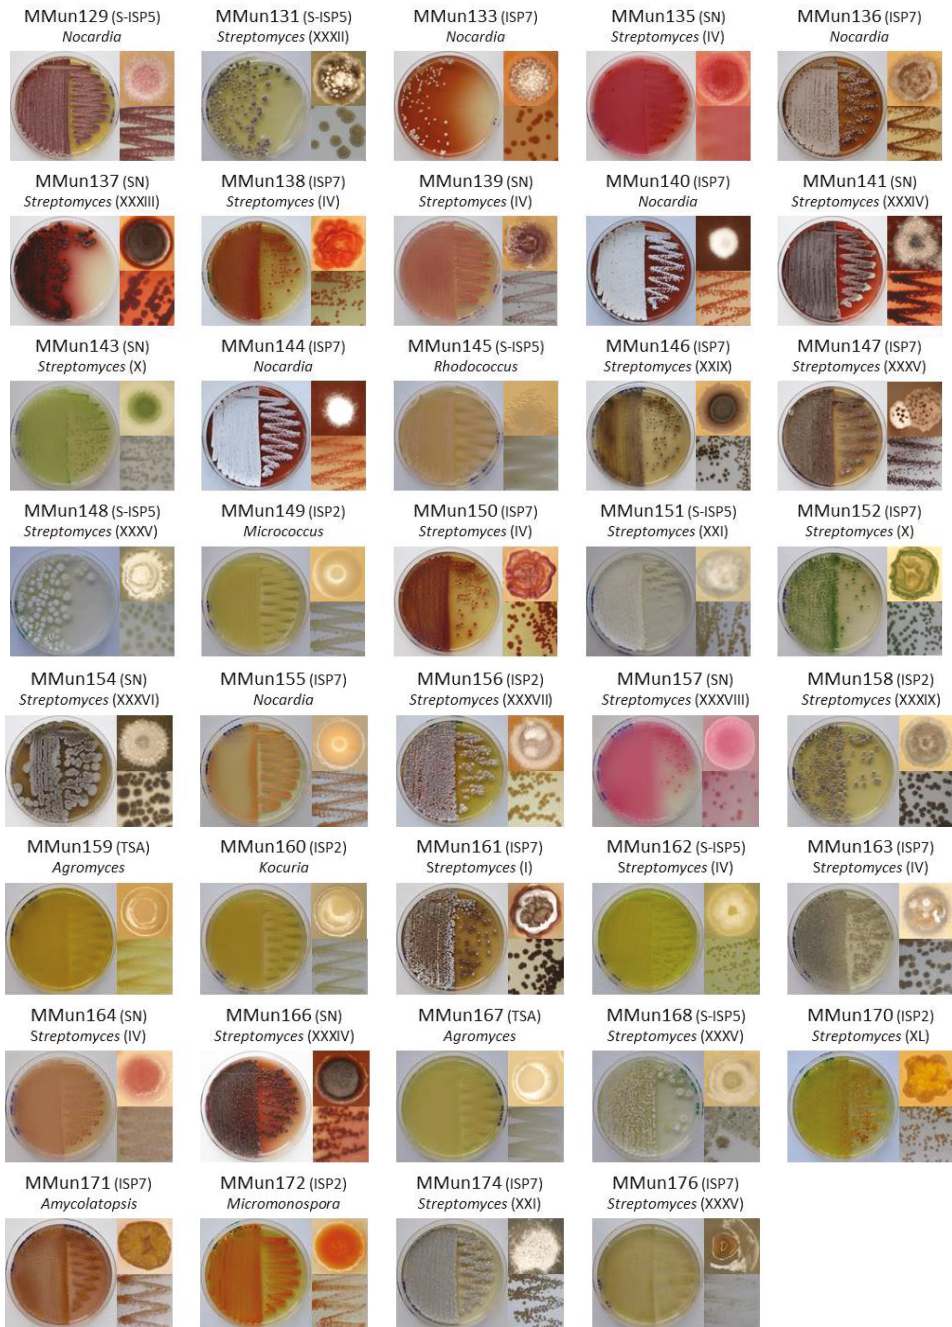 MMun129 (S-ISP5)
Nocardia
MMun131 (S-ISP5)
Streptomyces (XXXII)
MMun133 (ISP7)
Nocardia
MMun135 (SN)
Streptomyces (IV)
MMun136 (ISP7)
Nocardia
MMun137 (SN)
Streptomyces (XXXIII)
MMun138 (ISP7)
Streptomyces (IV)
MMun139 (SN)
Streptomyces (IV)
MMun140 (ISP7)
Nocardia
MMun141 (SN)
Streptomyces (XXXIV)
MMun143 (SN)
Streptomyces (X)
MMun144 (ISP7)
Nocardia
MMun145 (S-ISP5)
Rhodococcus
MMun146 (ISP7)
Streptomyces (XXIX)
MMun147 (ISP7)
Streptomyces (XXXV)
MMun148 (S-ISP5)
Streptomyces (XXXV)
MMun149 (ISP2)
Micrococcus
MMun150 (ISP7)
Streptomyces (IV)
MMun151 (S-ISP5)
Streptomyces (XXI)
MMun152 (ISP7)
Streptomyces (X)
MMun154 (SN)
Streptomyces (XXXVI)
MMun155 (ISP7)
Nocardia
MMun156 (ISP2)
Streptomyces (XXXVII)
MMun157 (SN)
Streptomyces (XXXVIII)
MMun158 (ISP2)
Streptomyces (XXXIX)
MMun159 (TSA)
Agromyces
MMun160 (ISP2)
Kocuria
MMun161 (ISP7)
Streptomyces (I)
MMun162 (S-ISP5)
Streptomyces (IV)
MMun163 (ISP7)
Streptomyces (IV)
MMun164 (SN)
Streptomyces (IV)
MMun166 (SN)
Streptomyces (XXXIV)
MMun167 (TSA)
Agromyces
MMun168 (S-ISP5)
Streptomyces (XXXV)
MMun170 (ISP2)
Streptomyces (XL)
MMun171 (ISP7)
Amycolatopsis
MMun172 (ISP2)
Micromonospora
MMun174 (ISP7)
Streptomyces (XXI)
MMun176 (ISP7)
Streptomyces (XXXV)